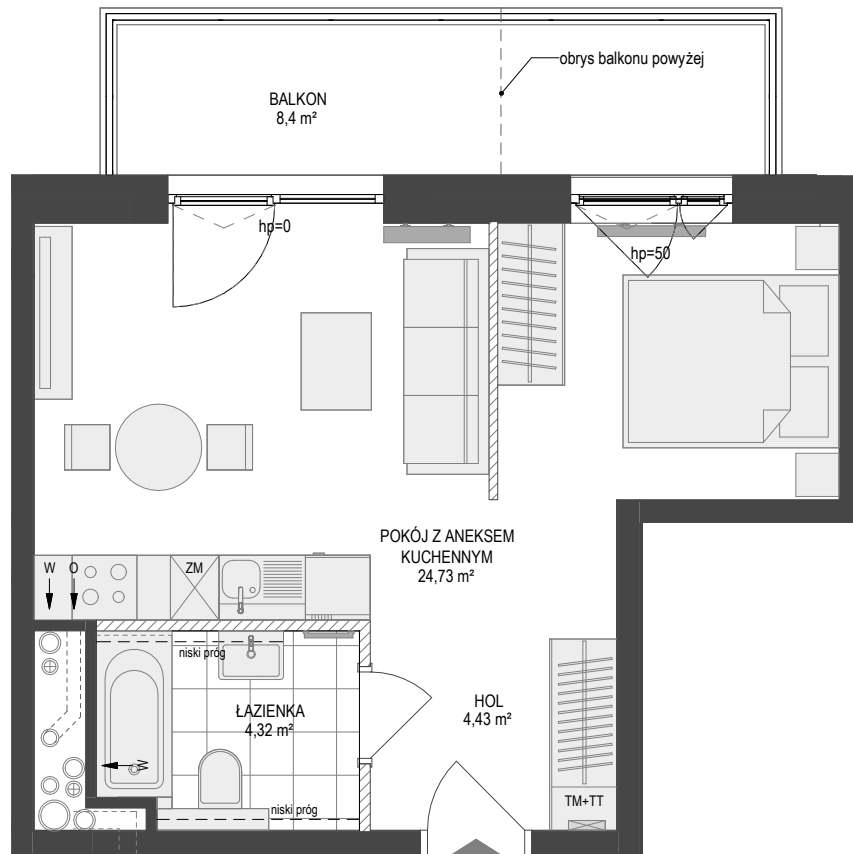 obrys balkonu powyżej
BALKON
8,4 m²
hp=0
hp=50
POKÓJ Z ANEKSEM
KUCHENNYM
24,73 m²
W
O
ZM
niski próg
ŁAZIENKA
4,32 m²
HOL
4,43 m²
W
niski próg
TM+TT